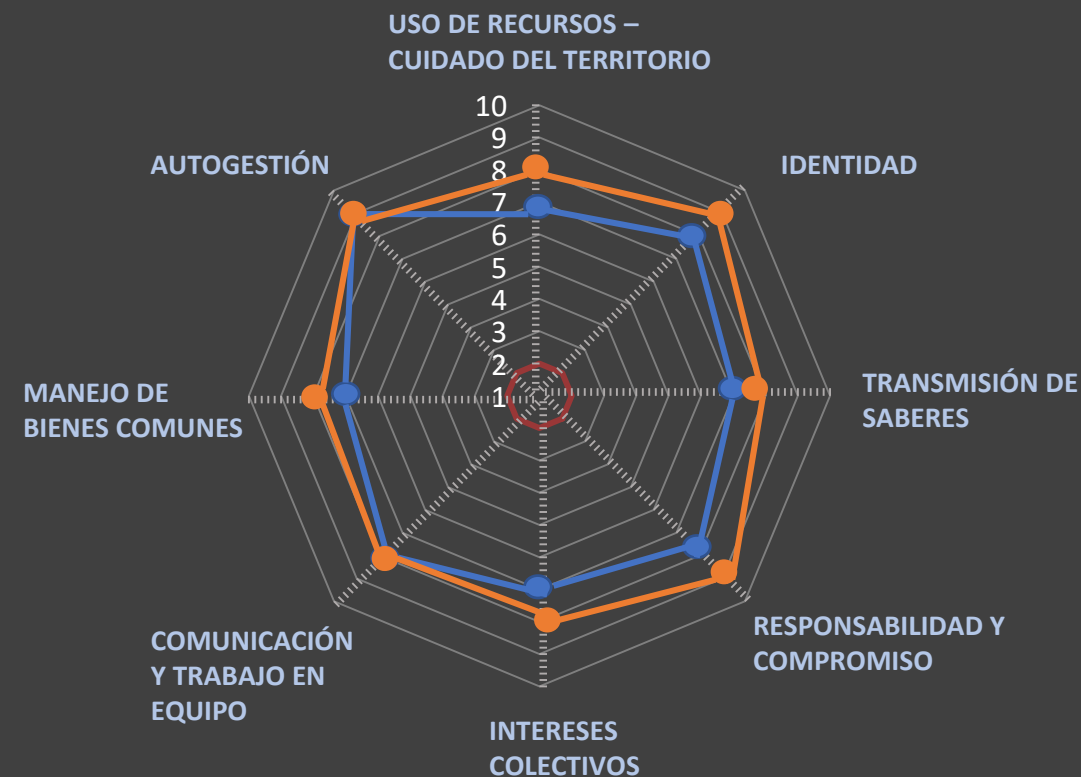 USO DE RECURSOS –
CUIDADO DEL TERRITORIO
10
9
8
7
6
5
4
3
2
1
AUTOGESTIÓN
IDENTIDAD
MANEJO DE
BIENES COMUNES
TRANSMISIÓN DE
SABERES
COMUNICACIÓN
Y TRABAJO EN
EQUIPO
RESPONSABILIDAD Y
COMPROMISO
INTERESES
COLECTIVOS